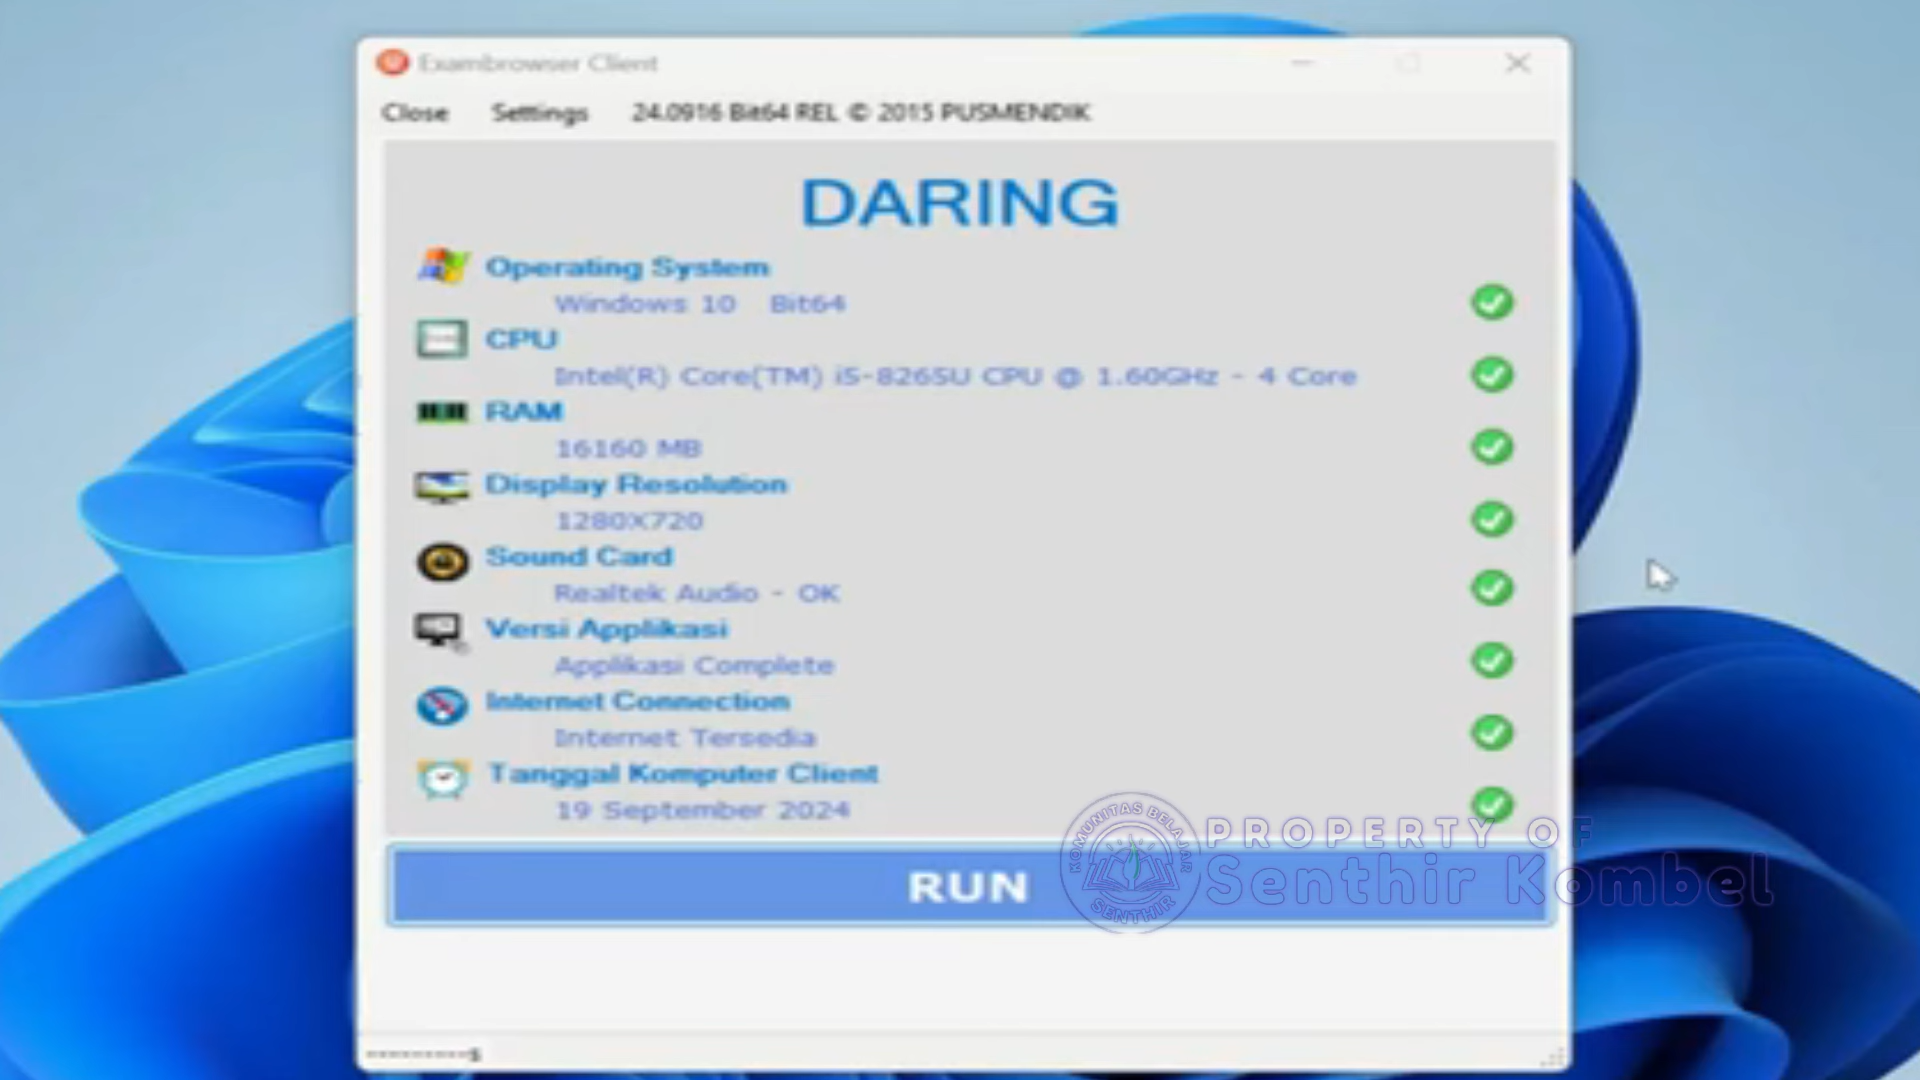 Exambrowser Client
Close Settings 24.0916 Bit64 REL © 2015 PUSMENDIK
DARING
Operating System
Windows 10 Bit64
CPU
Intel(R) Core(TM) i5-8265U CPU @ 1.60GHz - 4 Core
RAM
16160 MB
Display Resolution
1280X720
Sound Card
Realtek Audio - OK
Versi Applikasi
Applikasi Complete
Internet Connection
Internet Tersedia
Tanggal Komputer Client
19 September 2024
RUN
KOMUNITAS BELAJAR
SENTHIR
PROPERTY OF
Senthir Kombel